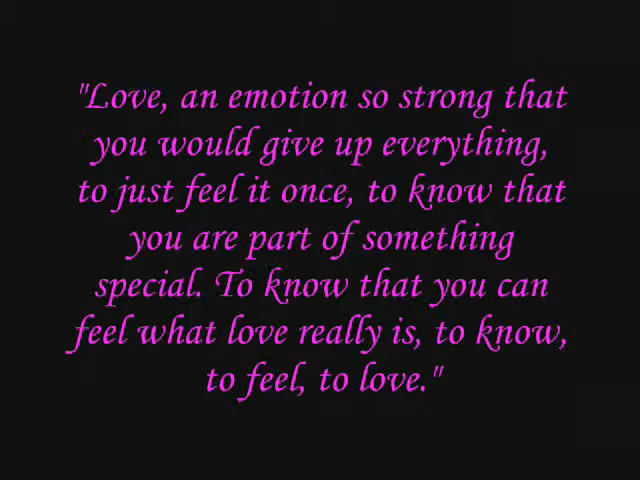 "Love, an emotion so strong that
you would give up everything,
to just feel it once, to know that
you are part of something
special. To know that you can
feel what love really is, to know,
to feel, to love."